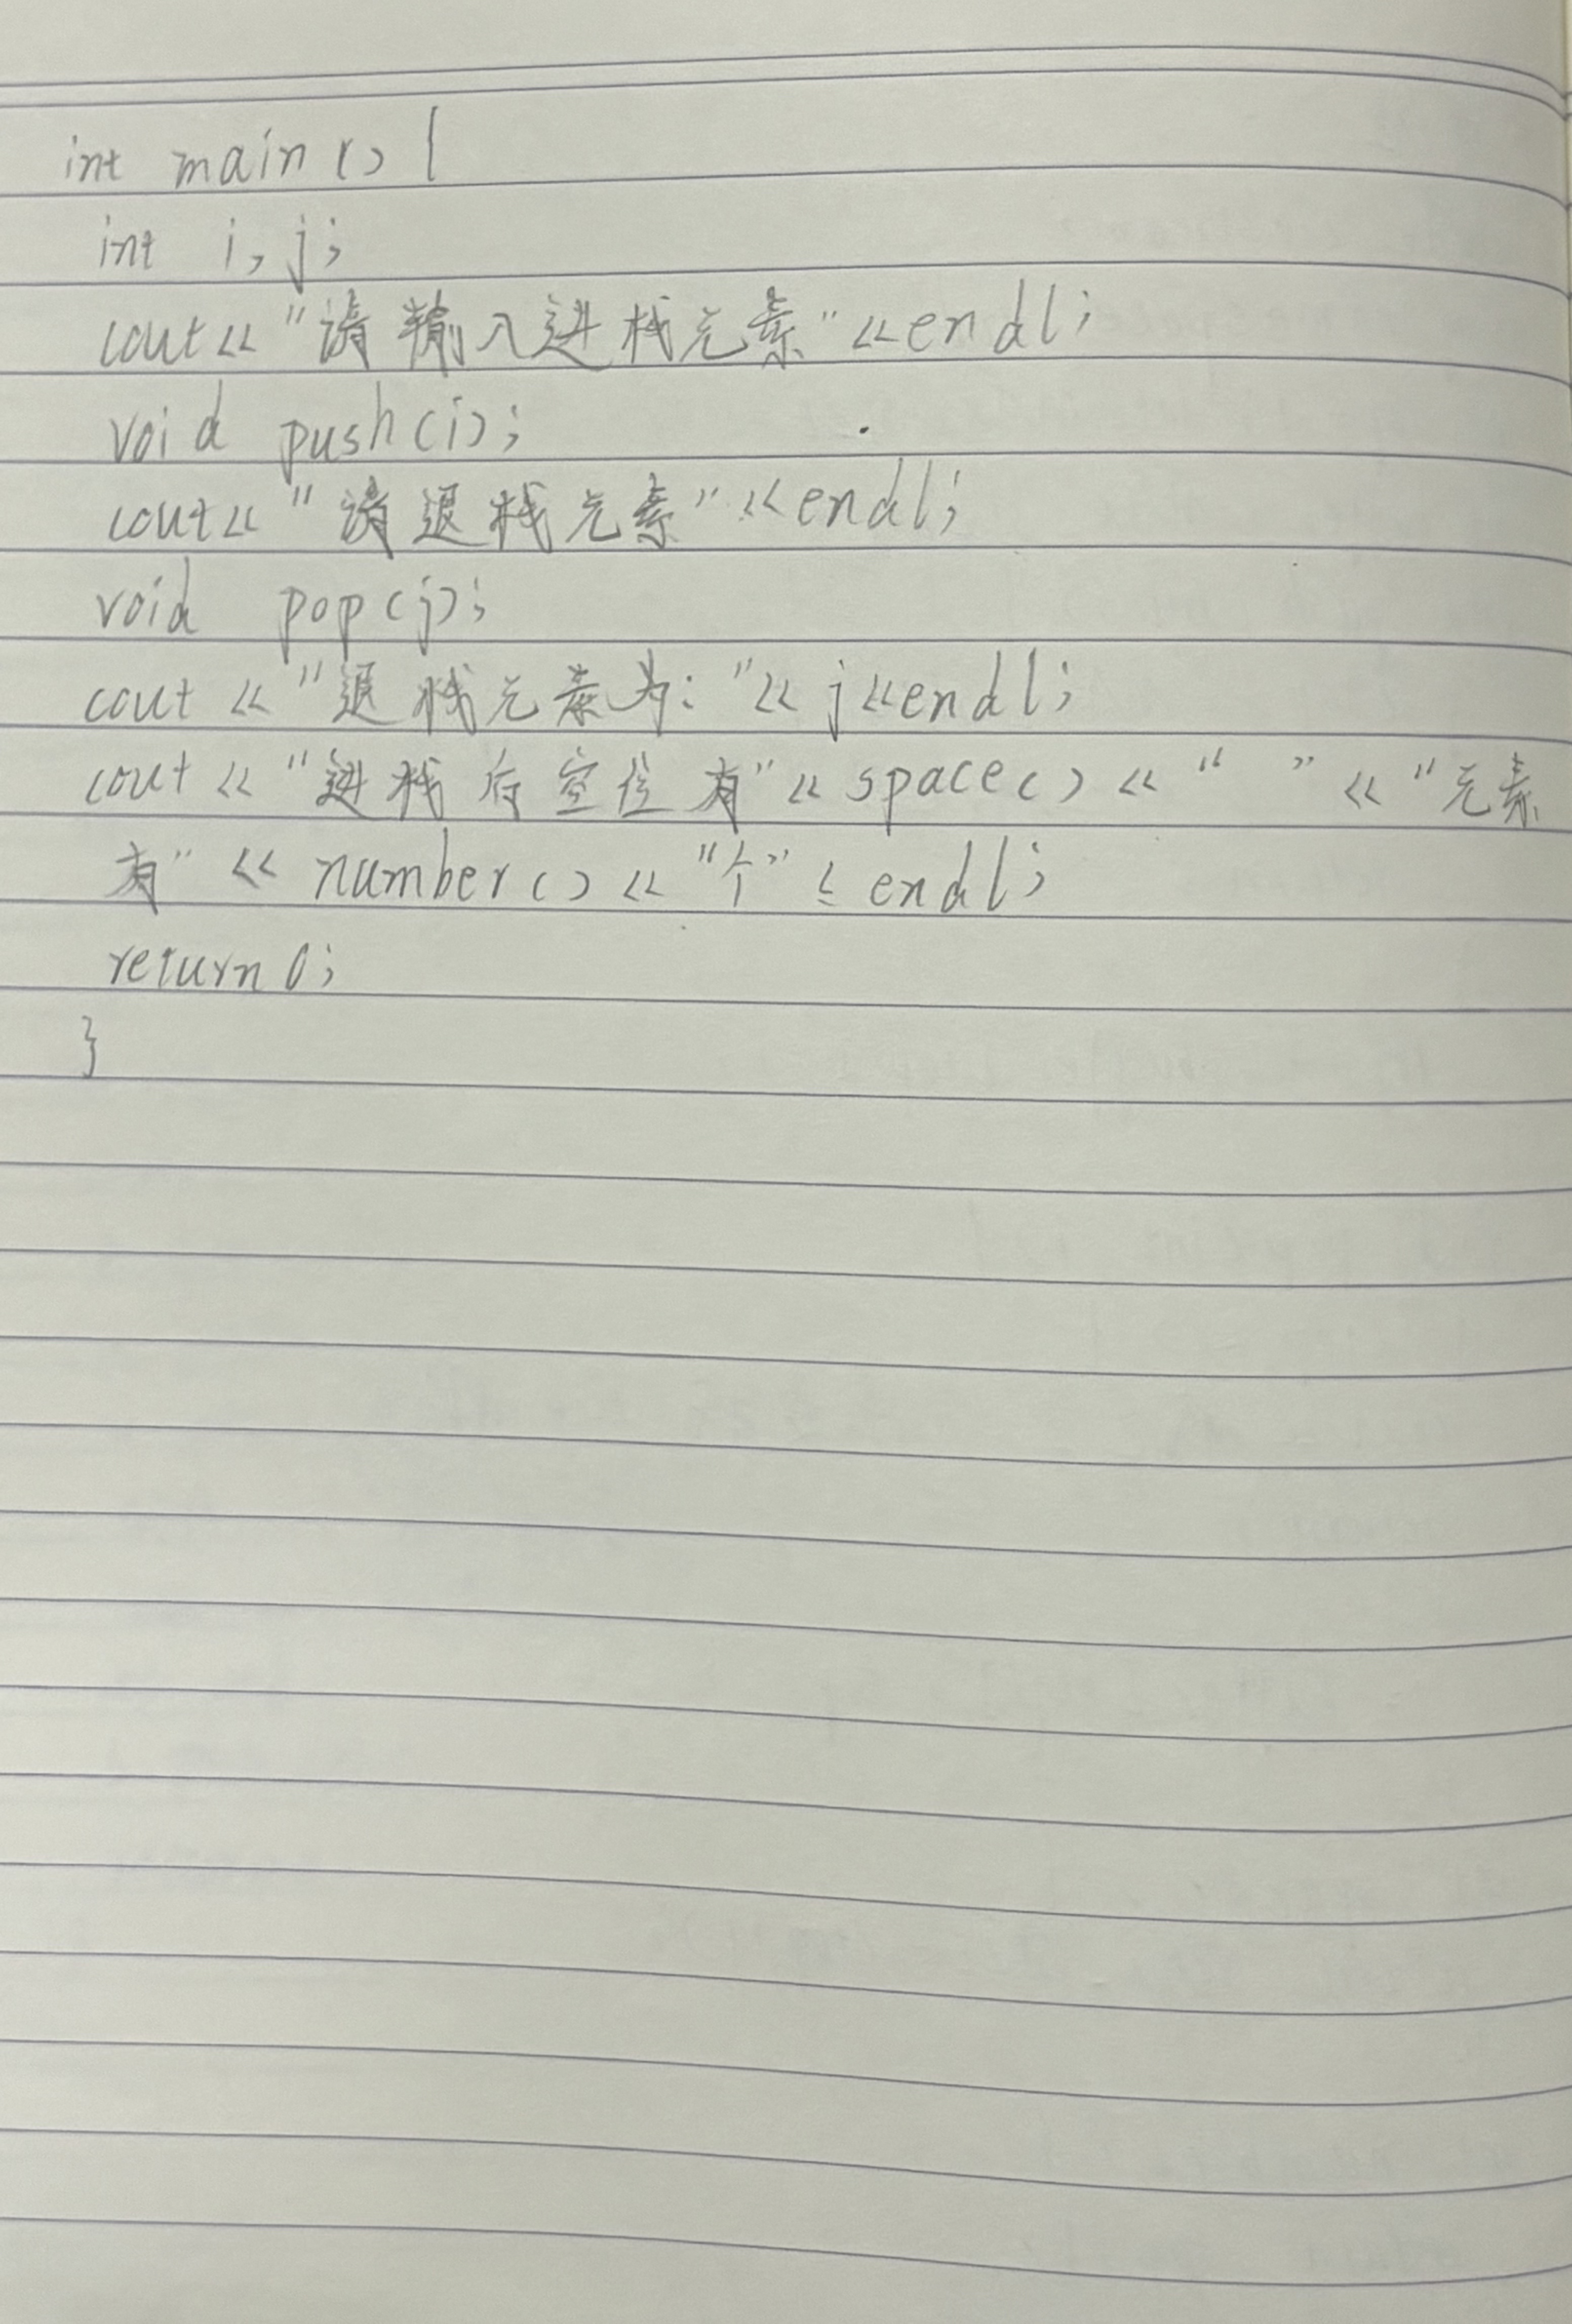 int main() {
int i, j;
cout<<"请输入进栈元素"<<endl;
void push(i);
cout<<"请退栈元素"<<endl;
void pop(j);
cout<<"退栈元素为:"<<j<<endl;
cout<<"进栈后空位有"<<space()<<" "<<"元素
有"<<number()<<"个"<endl;
return 0;
}